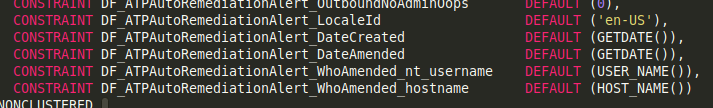 CONSTRAINT DF_ATPAutoRemediationAlert_OutboundNoAdminOops DEFAULT (0),
CONSTRAINT DF_ATPAutoRemediationAlert_LocaleId DEFAULT ('en-US'),
CONSTRAINT DF_ATPAutoRemediationAlert_DateCreated DEFAULT (GETDATE()),
CONSTRAINT DF_ATPAutoRemediationAlert_DateAmended DEFAULT (GETDATE()),
CONSTRAINT DF_ATPAutoRemediationAlert_WhoAmended_nt_username DEFAULT (USER_NAME()),
CONSTRAINT DF_ATPAutoRemediationAlert_WhoAmended_hostname DEFAULT (HOST_NAME())
NONCLUSTERED